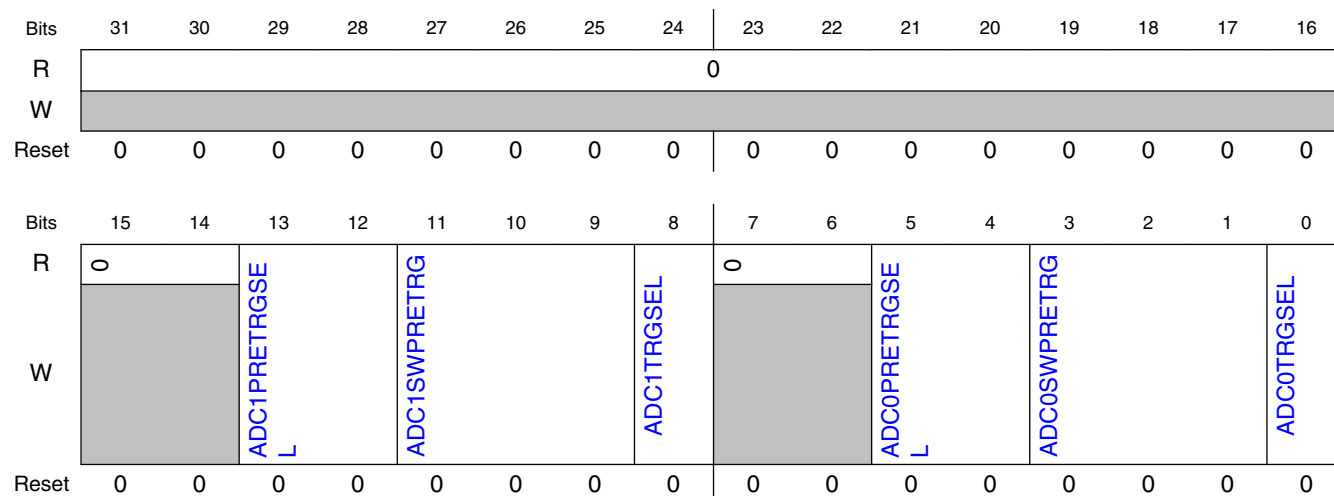 Bits 31 30 29 28 27 26 25 24 23 22 21 20 19 18 17 16
R 0
W
Reset 0 0 0 0 0 0 0 0 0 0 0 0 0 0 0 0
Bits 15 14 13 12 11 10 9 8 7 6 5 4 3 2 1 0
R 0 ADC1PRETRGSE
L ADC1SWPRETRG ADC1TRGSEL 0 ADC0PRETRGSE
L ADC0SWPRETRG ADC0TRGSEL
W
Reset 0 0 0 0 0 0 0 0 0 0 0 0 0 0 0 0